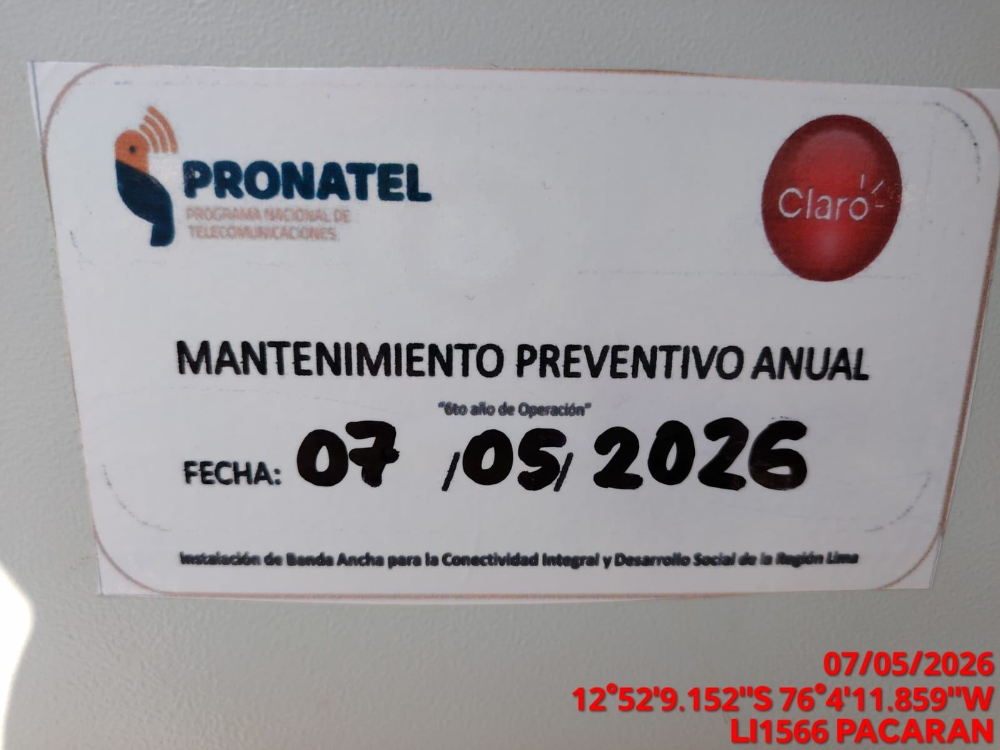 PRONATEL
PROGRAMA NACIONAL DE
TELECOMUNICACIONES
Claro
MANTENIMIENTO PREVENTIVO ANUAL
"6to año de Operación"
FECHA: 07 /05/ 2026
Instalación de Banda Ancha para la Conectividad Integral y Desarrollo Social de la Región Lima
07/05/2026
12°52'9.152"S 76°4'11.859"W
LI1566 PACARAN